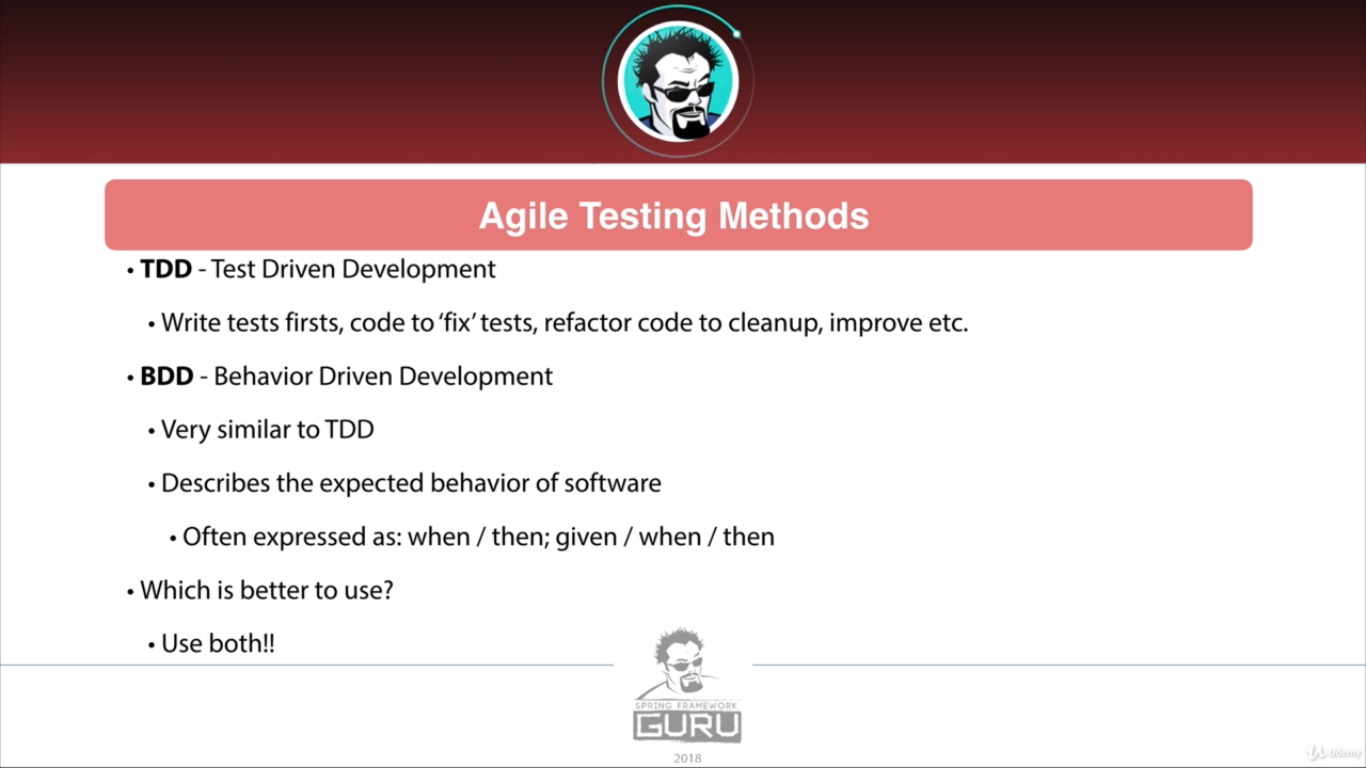 Agile Testing Methods
• TDD - Test Driven Development
• Write tests firsts, code to ‘fix’ tests, refactor code to cleanup, improve etc.
• BDD - Behavior Driven Development
• Very similar to TDD
• Describes the expected behavior of software
• Often expressed as: when / then; given / when / then
• Which is better to use?
• Use both!!
SPRING FRAMEWORK
GURU
2018
Udemy